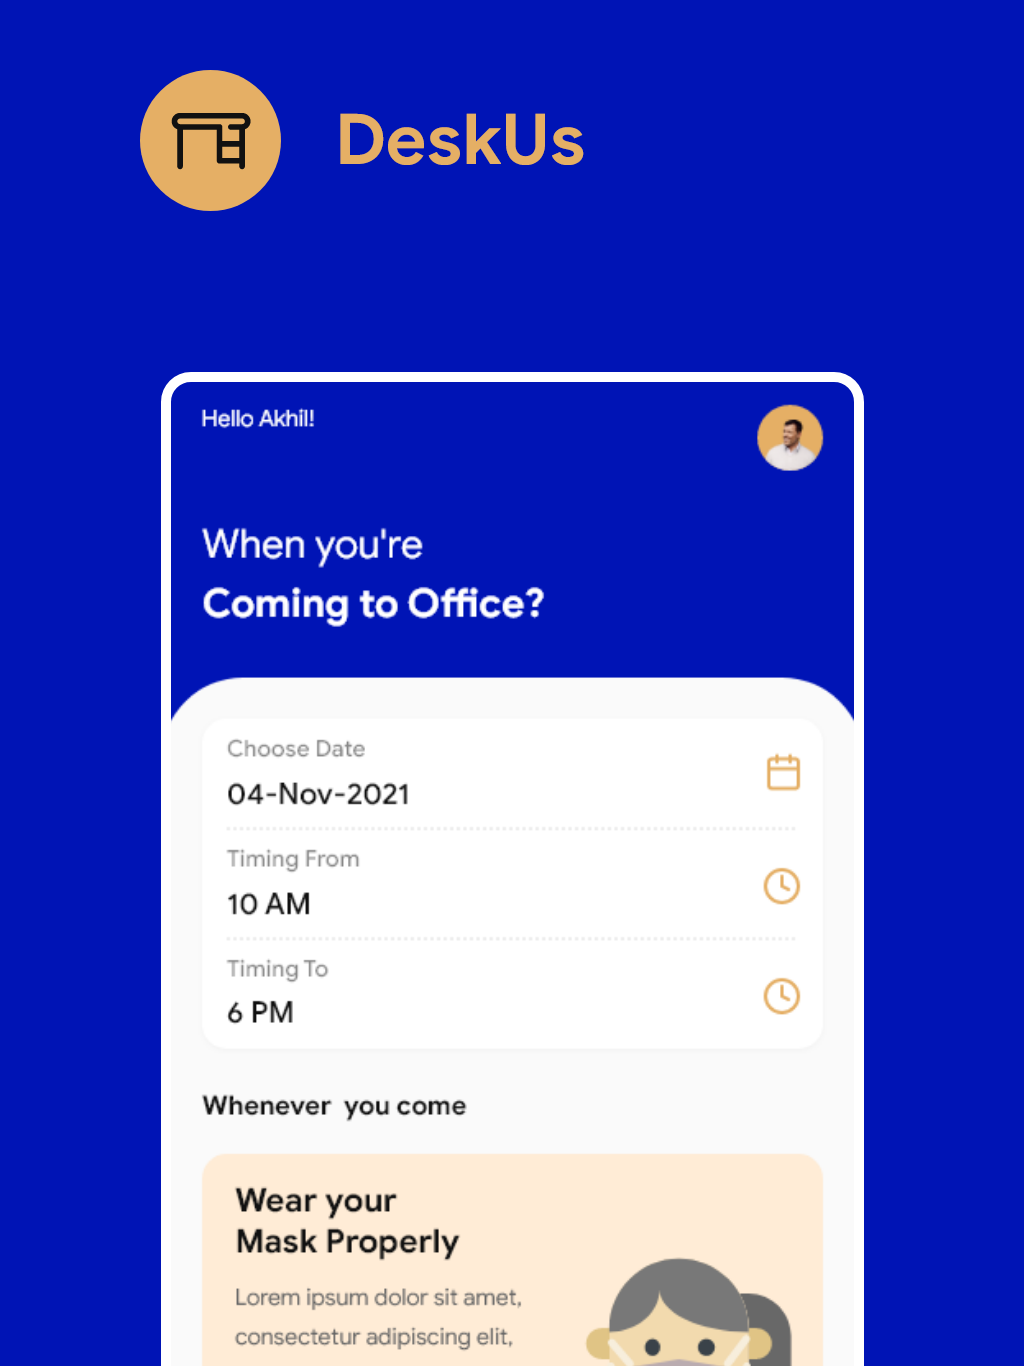 DeskUs
Hello Akhil!
When you're
Coming to Office?
Choose Date
04-Nov-2021
Timing From
10 AM
Timing To
6 PM
Whenever  you come
Wear your
Mask Properly
Lorem ipsum dolor sit amet,
consectetur adipiscing elit,